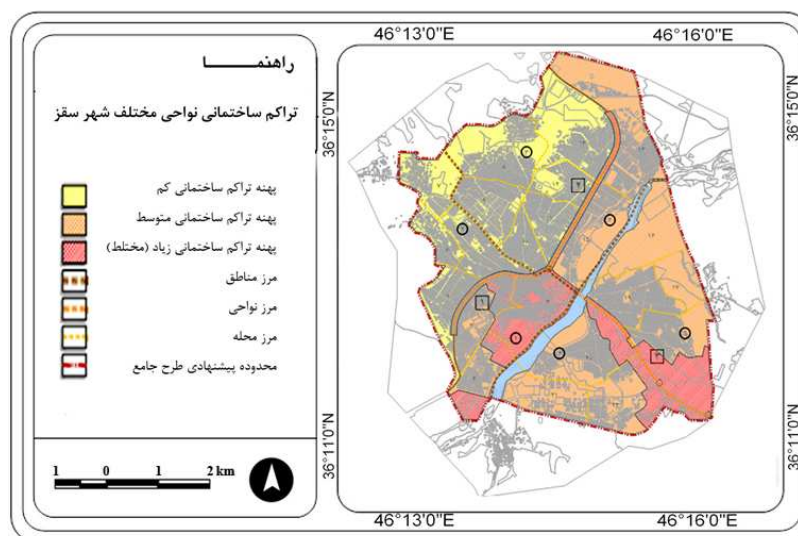 راهنمـــــا
تراکم ساختمانی نواحی مختلف شهر سقز
پهنه تراکم ساختمانی کم
پهنه تراکم ساختمانی متوسط
پهنه تراکم ساختمانی زیاد (مختلط)
مرز مناطق
مرز نواحی
مرز محله
محدوده پیشنهادی طرح جامع
1 0 1 2 km
46°13'0"E 46°16'0"E
36°15'0"N 36°15'0"N
36°11'0"N 36°11'0"N
46°13'0"E 46°16'0"E